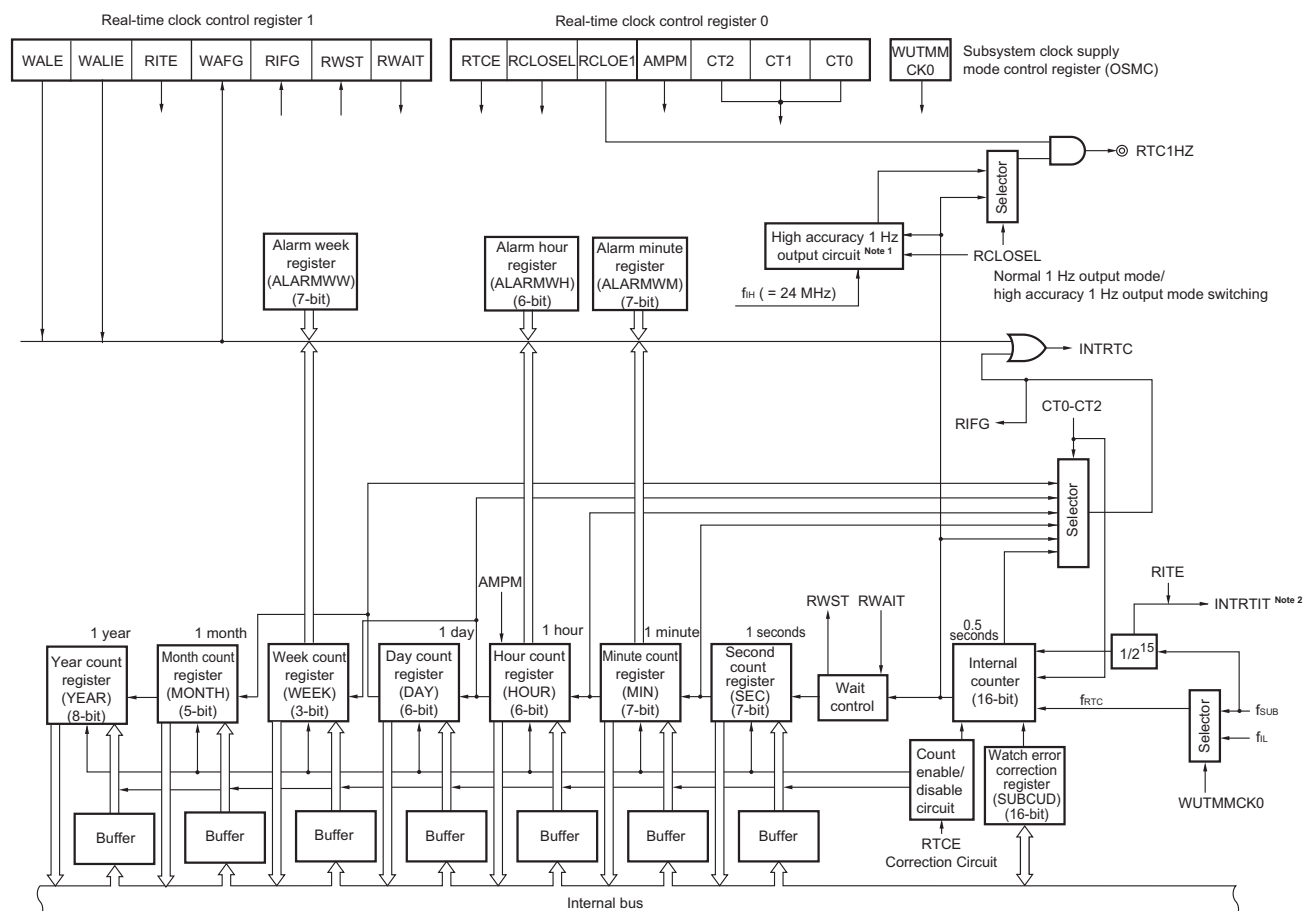 Real-time clock control register 1
Real-time clock control register 0
WALE WALIE RITE WAFG RIFG RWST RWAIT
RTCE RCLOSEL RCLOE1 AMPM CT2 CT1 CT0
WUTMM
CK0
Subsystem clock supply
mode control register (OSMC)
RTC1HZ
Selector
Alarm week
register
(ALARMWW)
(7-bit)
Alarm hour
register
(ALARMWH)
(6-bit)
Alarm minute
register
(ALARMWM)
(7-bit)
High accuracy 1 Hz
output circuit Note 1
RCLOSEL
Normal 1 Hz output mode/
high accuracy 1 Hz output mode switching
fIH ( = 24 MHz)
INTRTC
RIFG
CT0-CT2
Selector
AMPM
RWST RWAIT
RITE
INTRTIT Note 2
1 year
1 month
1 day
1 hour
1 minute
1 seconds
0.5
seconds
Year count
register
(YEAR)
(8-bit)
Month count
register
(MONTH)
(5-bit)
Week count
register
(WEEK)
(3-bit)
Day count
register
(DAY)
(6-bit)
Hour count
register
(HOUR)
(6-bit)
Minute count
register
(MIN)
(7-bit)
Second
count
register
(SEC)
(7-bit)
Wait
control
Internal
counter
(16-bit)
1/2^15
fRTC
Selector
fSUB
fIL
WUTMMCK0
Count
enable/
disable
circuit
Watch error
correction
register
(SUBCUD)
(16-bit)
Buffer
Buffer
Buffer
Buffer
Buffer
Buffer
Buffer
RTCE
Correction Circuit
Internal bus